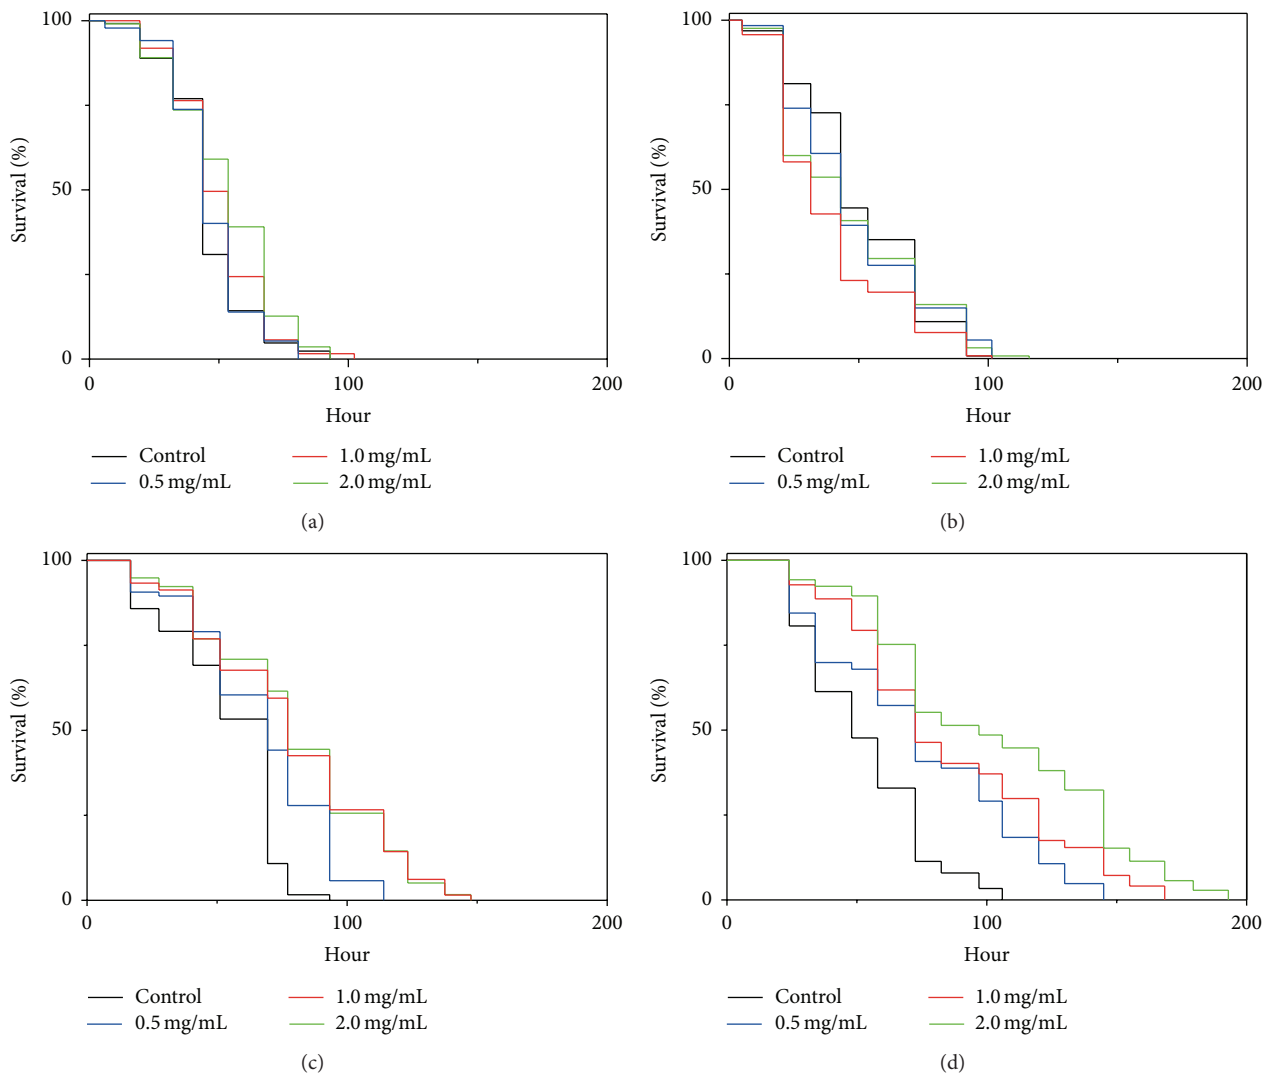 100
50
0
Survival (%)
0
100
200
Hour
Control
1.0 mg/mL
0.5 mg/mL
2.0 mg/mL
(a)
100
50
0
Survival (%)
0
100
200
Hour
Control
1.0 mg/mL
0.5 mg/mL
2.0 mg/mL
(b)
100
50
0
Survival (%)
0
100
200
Hour
Control
1.0 mg/mL
0.5 mg/mL
2.0 mg/mL
(c)
100
50
0
Survival (%)
0
100
200
Hour
Control
1.0 mg/mL
0.5 mg/mL
2.0 mg/mL
(d)